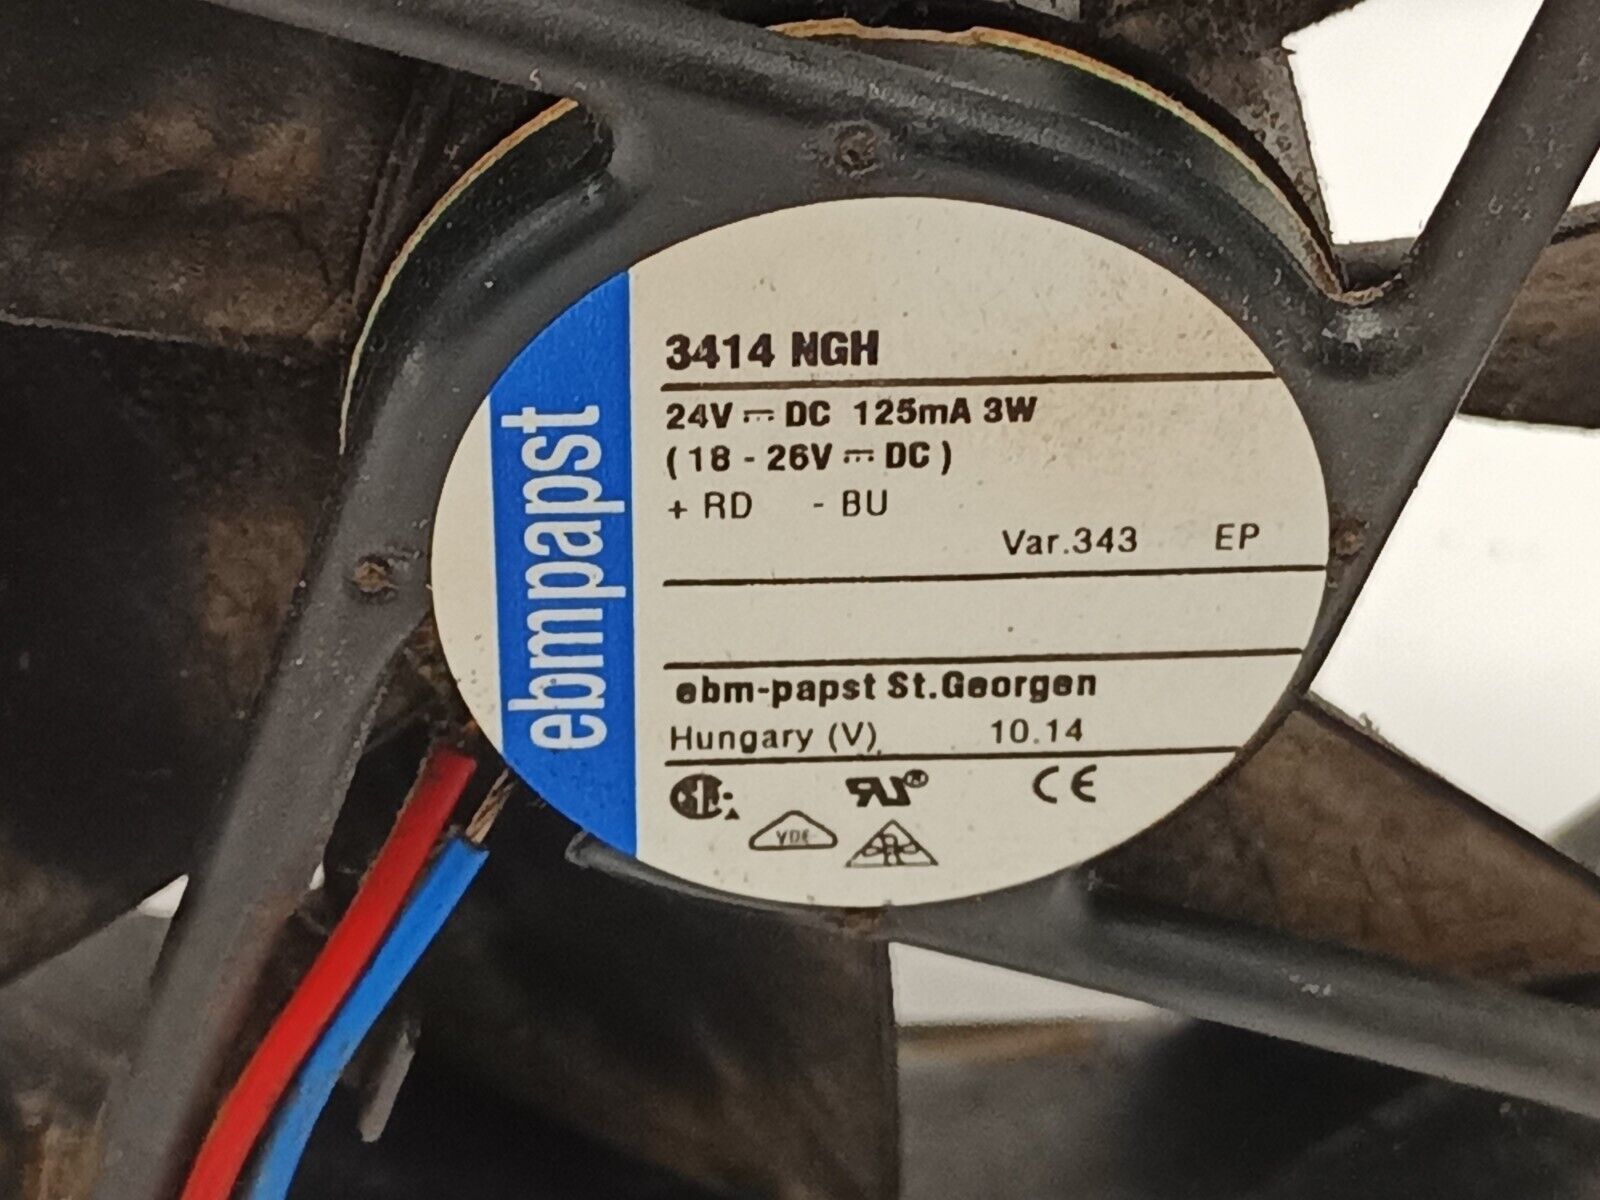 ebmpapst
3414 NGH
24V ⎓ DC 125mA 3W
( 18 - 26V ⎓ DC )
+ RD - BU
Var.343 EP
ebm-papst St.Georgen
Hungary (V) 10.14
VDE
CE